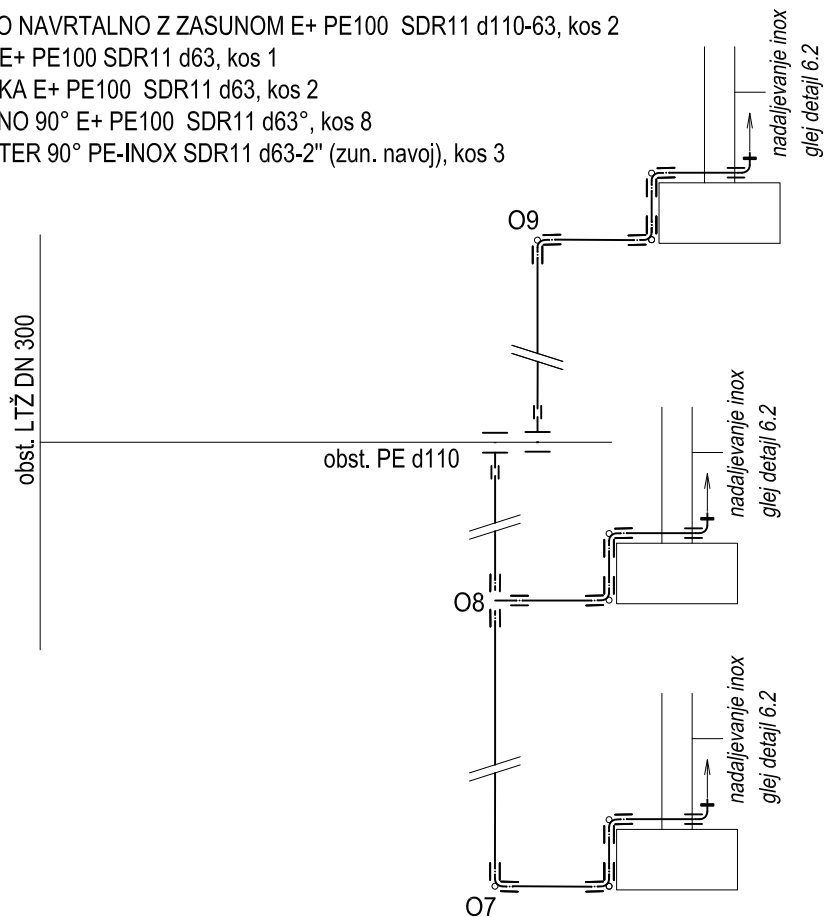 O NAVRTALNO Z ZASUNOM E+ PE100 SDR11 d110-63, kos 2
E+ PE100 SDR11 d63, kos 1
KA E+ PE100 SDR11 d63, kos 2
NO 90° E+ PE100 SDR11 d63°, kos 8
TER 90° PE-INOX SDR11 d63-2" (zun. navoj), kos 3
nadaljevanje inox
glej detajl 6.2
O9
obst. LTŽ DN 300
obst. PE d110
nadaljevanje inox
glej detajl 6.2
O8
nadaljevanje inox
glej detajl 6.2
O7